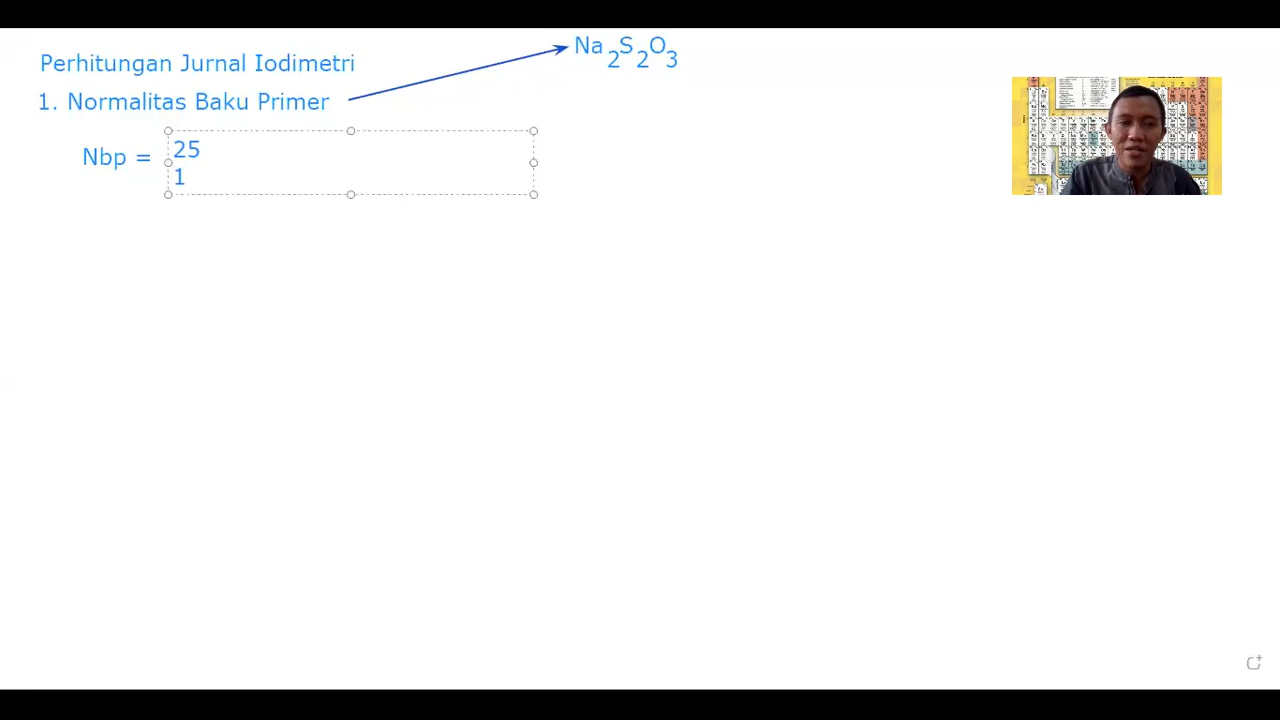 Perhitungan Jurnal Iodimetri
Na2S2O3
1. Normalitas Baku Primer
Nbp =
25
1